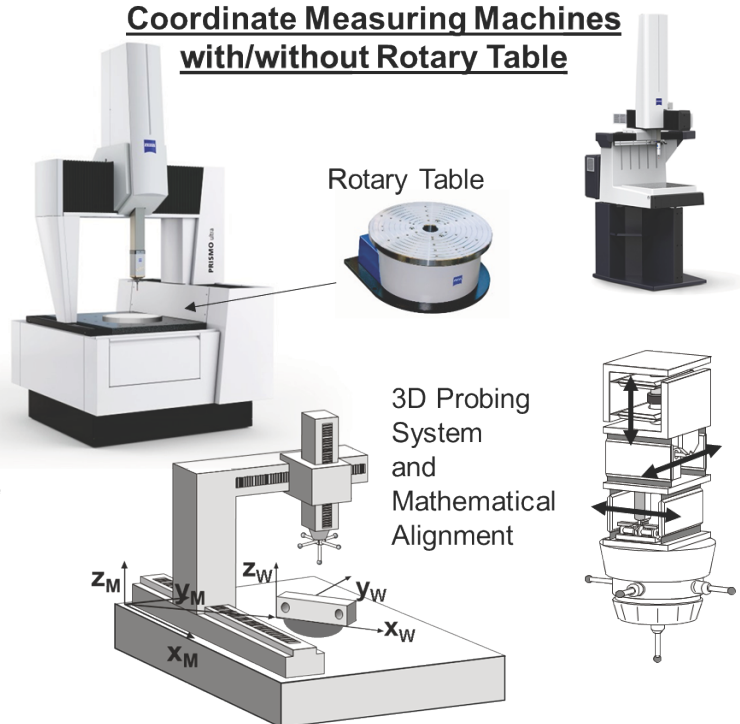 Coordinate Measuring Machines
with/without Rotary Table
Rotary Table
ZEISS
PRISMO ultra
3D Probing
System
and
Mathematical
Alignment
zM
yM
xM
zW
yW
xW